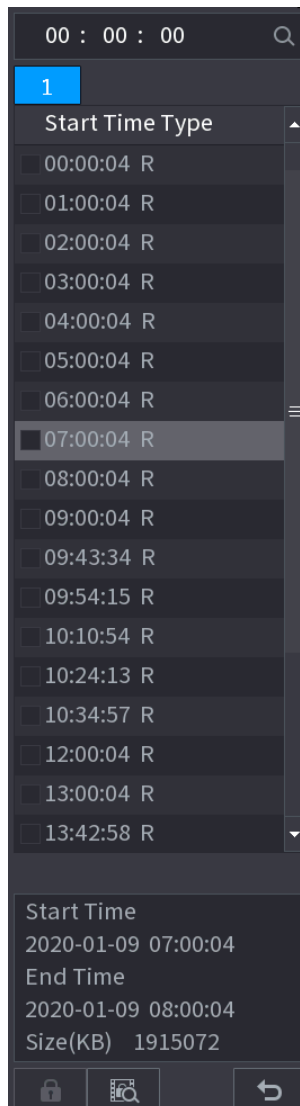 00 : 00 : 00
1
Start Time Type
00:00:04 R
01:00:04 R
02:00:04 R
03:00:04 R
04:00:04 R
05:00:04 R
06:00:04 R
07:00:04 R
08:00:04 R
09:00:04 R
09:43:34 R
09:54:15 R
10:10:54 R
10:24:13 R
10:34:57 R
12:00:04 R
13:00:04 R
13:42:58 R
Start Time
2020-01-09 07:00:04
End Time
2020-01-09 08:00:04
Size(KB) 1915072